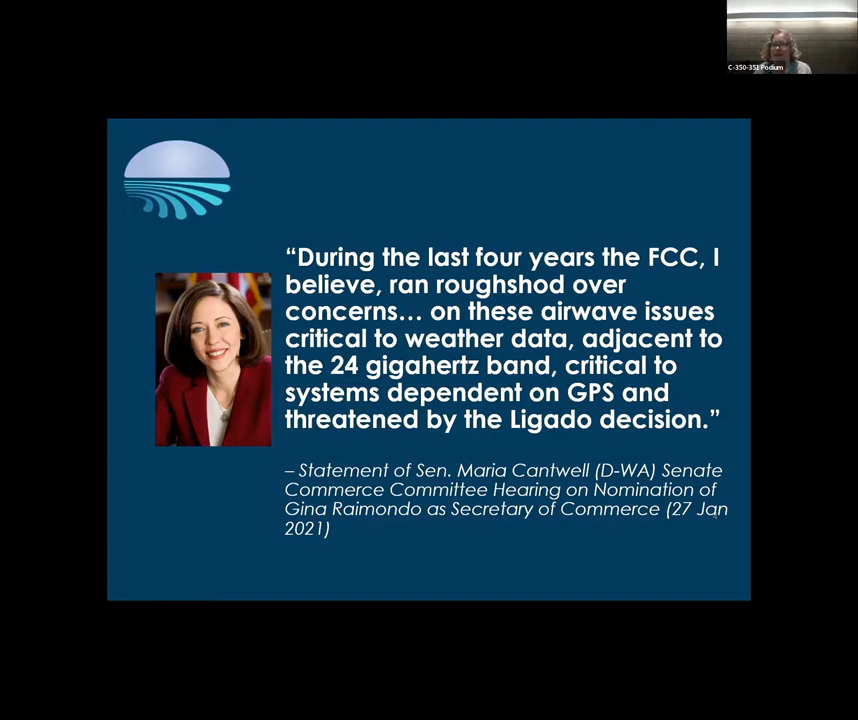 C-350-351 Podium
“During the last four years the FCC, I
believe, ran roughshod over
concerns… on these airwave issues
critical to weather data, adjacent to
the 24 gigahertz band, critical to
systems dependent on GPS and
threatened by the Ligado decision.”
– Statement of Sen. Maria Cantwell (D-WA) Senate
Commerce Committee Hearing on Nomination of
Gina Raimondo as Secretary of Commerce (27 Jan
2021)